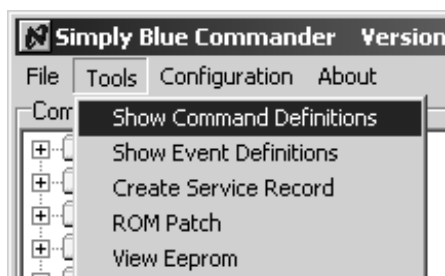 Simply Blue Commander Version
File Tools Configuration About
Com
Show Command Definitions
Show Event Definitions
Create Service Record
ROM Patch
View Eeprom